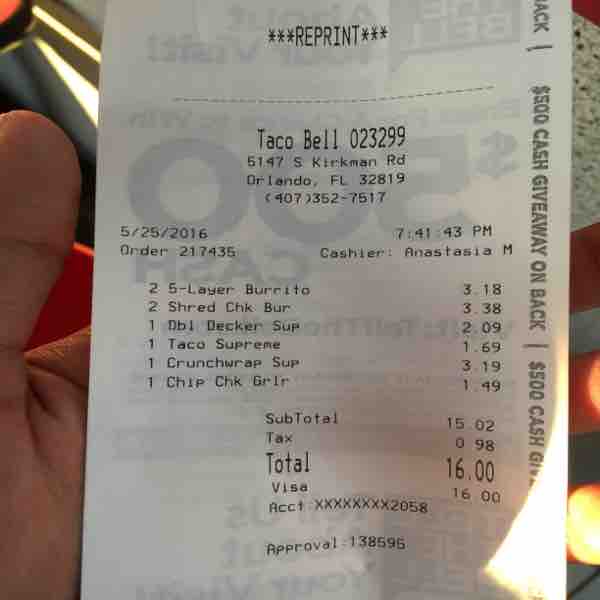 ***REPRINT***
Taco Bell 023299
5147 S Kirkman Rd
Orlando, FL 32819
(407)352-7517
5/25/2016 7:41:43 PM
Order 217435 Cashier: Anastasia M
2 5-Layer Burrito 3.18
2 Shred Chk Bur 3.38
1 Dbl Decker Sup 2.09
1 Taco Supreme 1.69
1 Crunchwrap Sup 3.19
1 Chip Chk Grlr 1.49
SubTotal 15.02
Tax 0.98
Total 16.00
Visa 16.00
Acct:XXXXXXXX2058
Approval:138595
BACK | $500 CASH GIVEAWAY ON BACK | $500 CASH